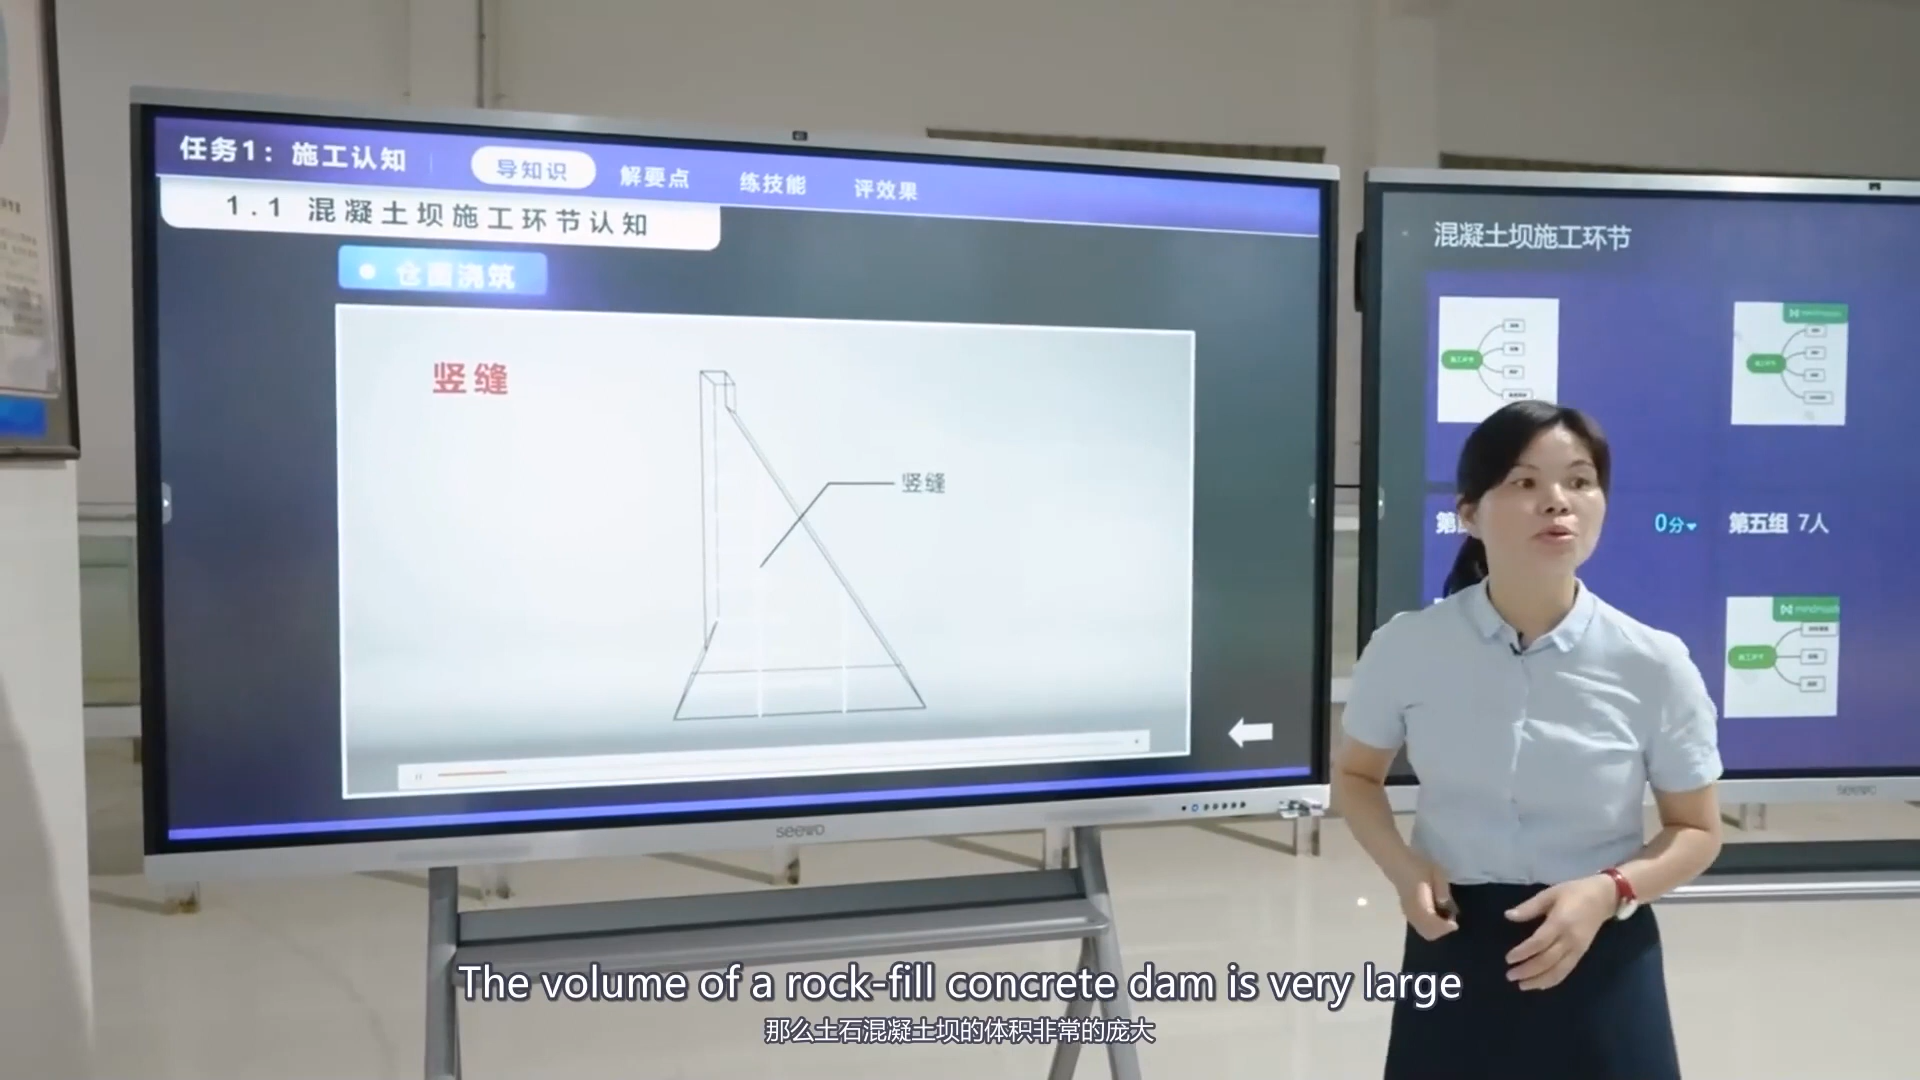 任务1：施工认知
导知识
解要点
练技能
评效果
1.1 混凝土坝施工环节认知
仓面浇筑
竖缝
竖缝
seewo
混凝土坝施工环节
0分
第五组 7人
seewo
The volume of a rock-fill concrete dam is very large
那么土石混凝土坝的体积非常的庞大